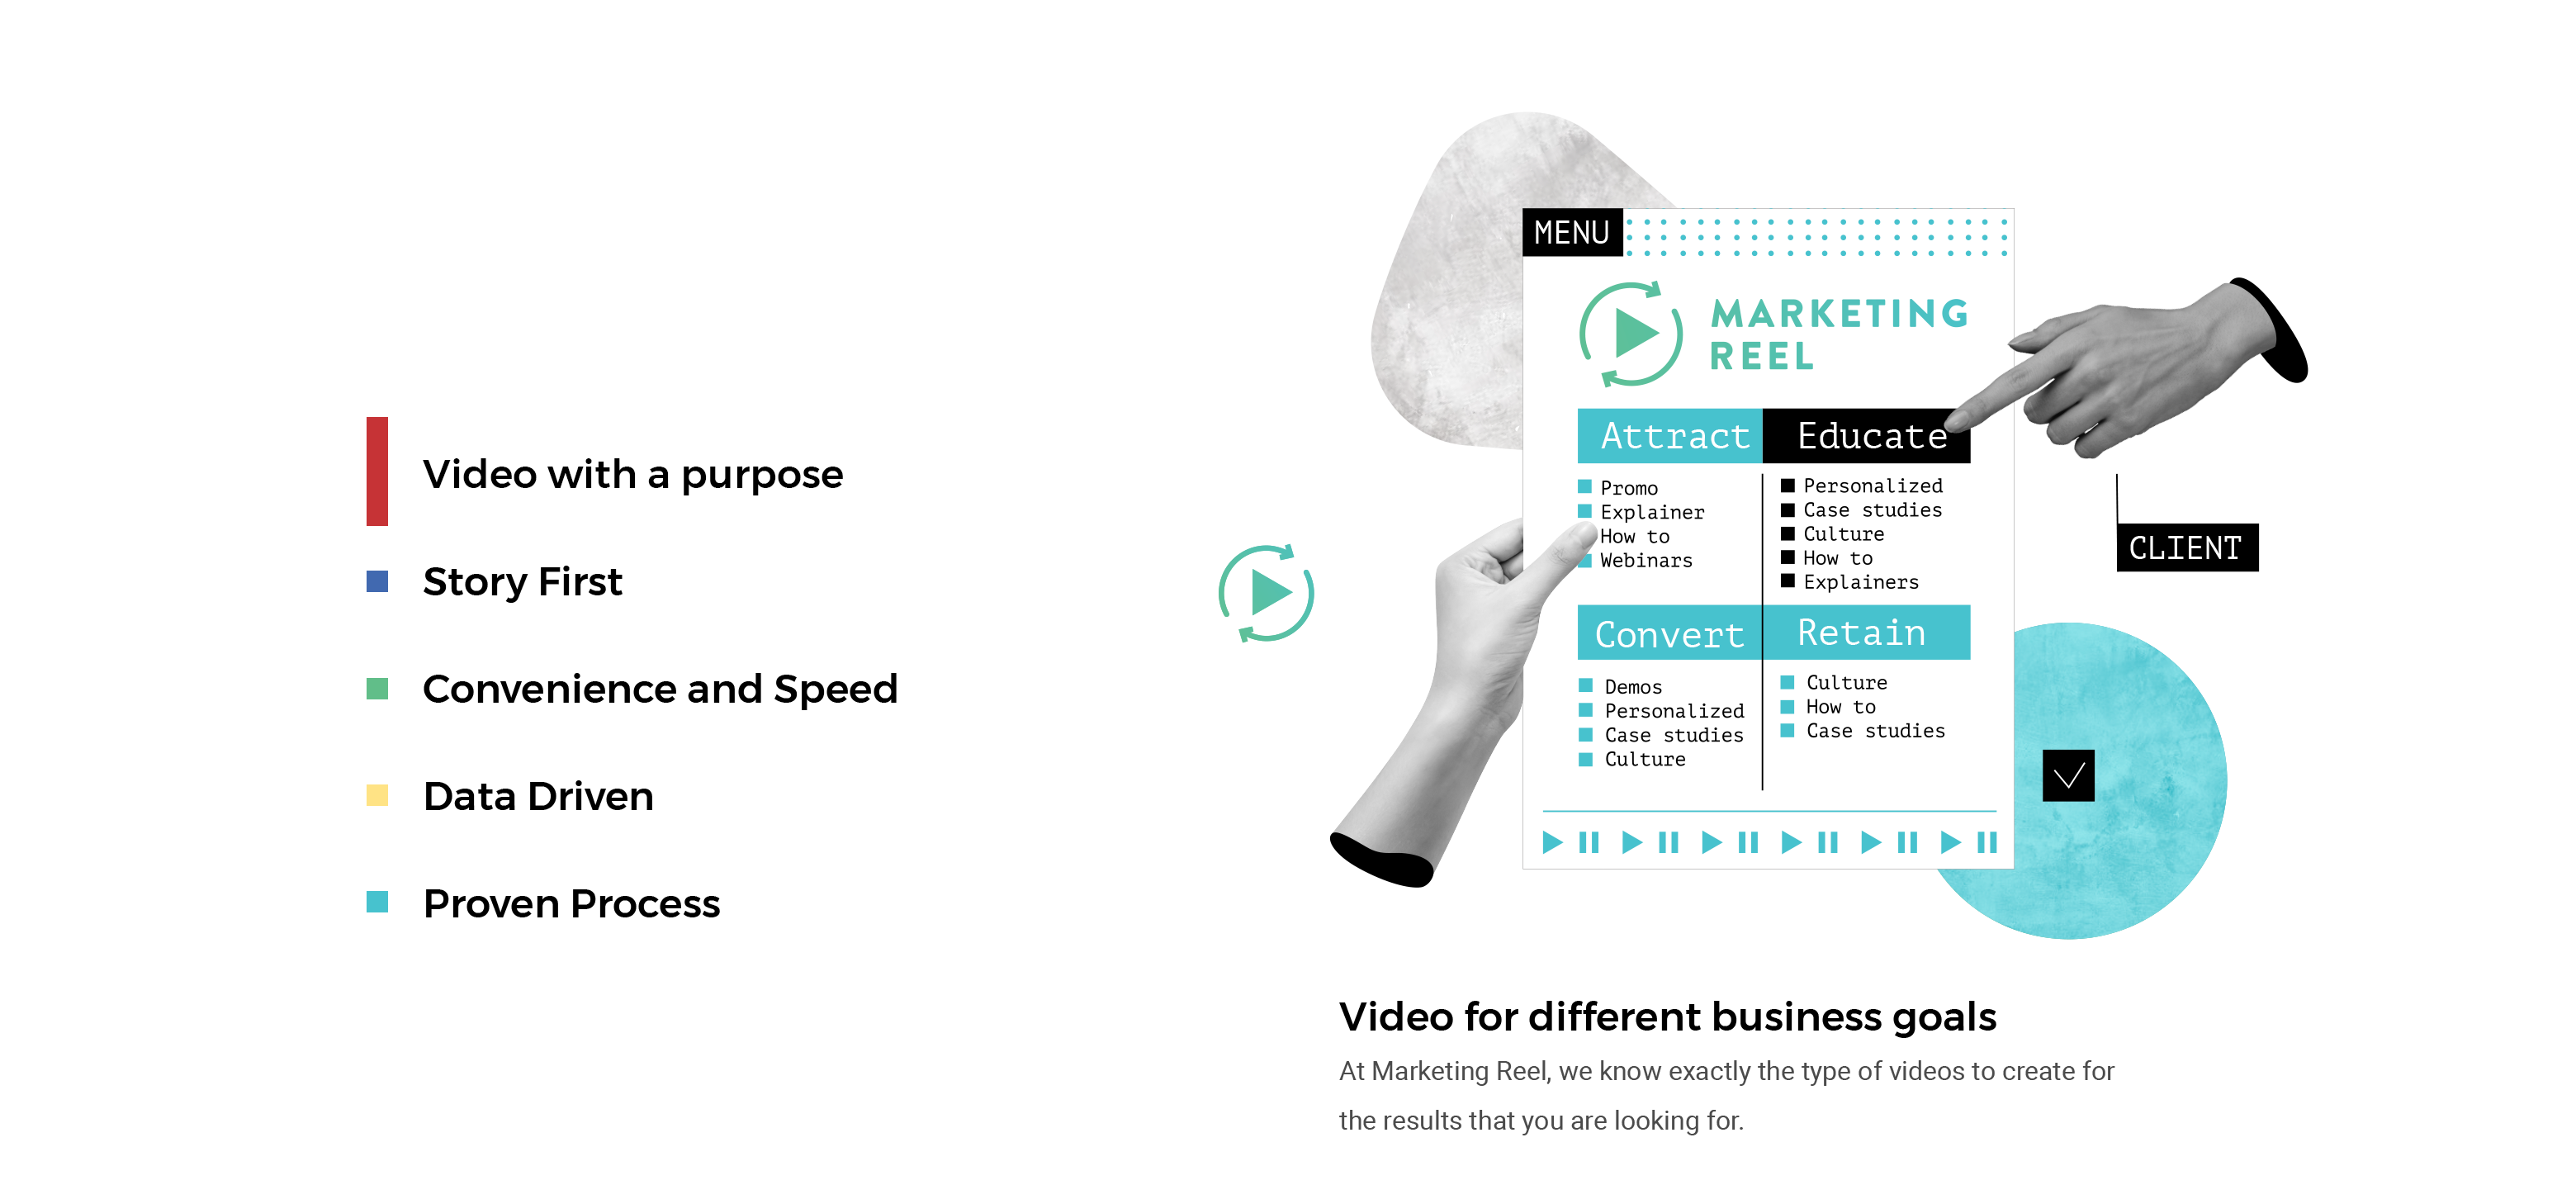 Video with a purpose
Story First
Convenience and Speed
Data Driven
Proven Process
MENU
MARKETING
REEL
Attract
Promo
Explainer
How to
Webinars
Educate
Personalized
Case studies
Culture
How to
Explainers
Convert
Demos
Personalized
Case studies
Culture
Retain
Culture
How to
Case studies
CLIENT
Video for different business goals
At Marketing Reel, we know exactly the type of videos to create for
the results that you are looking for.